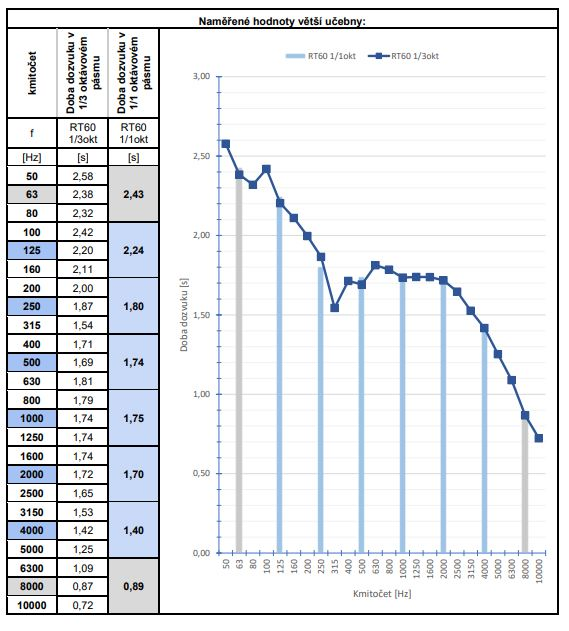 Naměřené hodnoty větší učebny:
kmitočet
Doba dozvuku v
1/3 oktávovém
pásmu
Doba dozvuku v
1/1 oktávovém
pásmu
f RT60 1/3okt RT60 1/1okt
[Hz] [s] [s]
50 2,58
63 2,38 2,43
80 2,32
100 2,42
125 2,20 2,24
160 2,11
200 2,00
250 1,87 1,80
315 1,54
400 1,71
500 1,69 1,74
630 1,81
800 1,79
1000 1,74 1,75
1250 1,74
1600 1,74
2000 1,72 1,70
2500 1,65
3150 1,53
4000 1,42 1,40
5000 1,25
6300 1,09
8000 0,87 0,89
10000 0,72
RT60 1/1okt RT60 1/3okt
3,00
2,50
2,00
1,50
1,00
0,50
0,00
Doba dozvuku [s]
50 63 80 100 125 160 200 250 315 400 500 630 800 1000 1250 1600 2000 2500 3150 4000 5000 6300 8000 10000
Kmitočet [Hz]